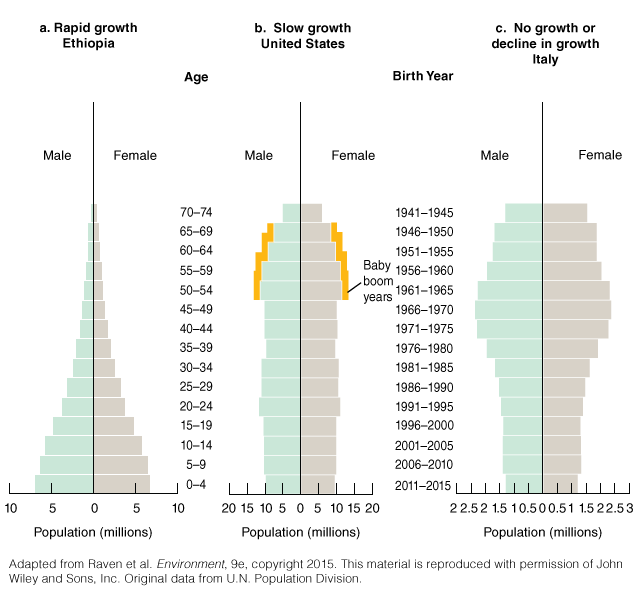 a. Rapid growth
Ethiopia
b. Slow growth
United States
c. No growth or
decline in growth
Italy
Age
Birth Year
Male
Female
Male
Female
Male
Female
70–74
1941–1945
65–69
1946–1950
60–64
1951–1955
55–59
1956–1960
50–54
1961–1965
45–49
1966–1970
40–44
1971–1975
35–39
1976–1980
30–34
1981–1985
25–29
1986–1990
20–24
1991–1995
15–19
1996–2000
10–14
2001–2005
5–9
2006–2010
0–4
2011–2015
Baby
boom
years
10 5 0 5 10
20 15 10 5 0 5 10 15 20
2 2.5 2 1.5 1 0.5 0 0.5 1 1.5 2 2.5 3
Population (millions)
Population (millions)
Population (millions)
Adapted from Raven et al. Environment, 9e, copyright 2015. This material is reproduced with permission of John
Wiley and Sons, Inc. Original data from U.N. Population Division.